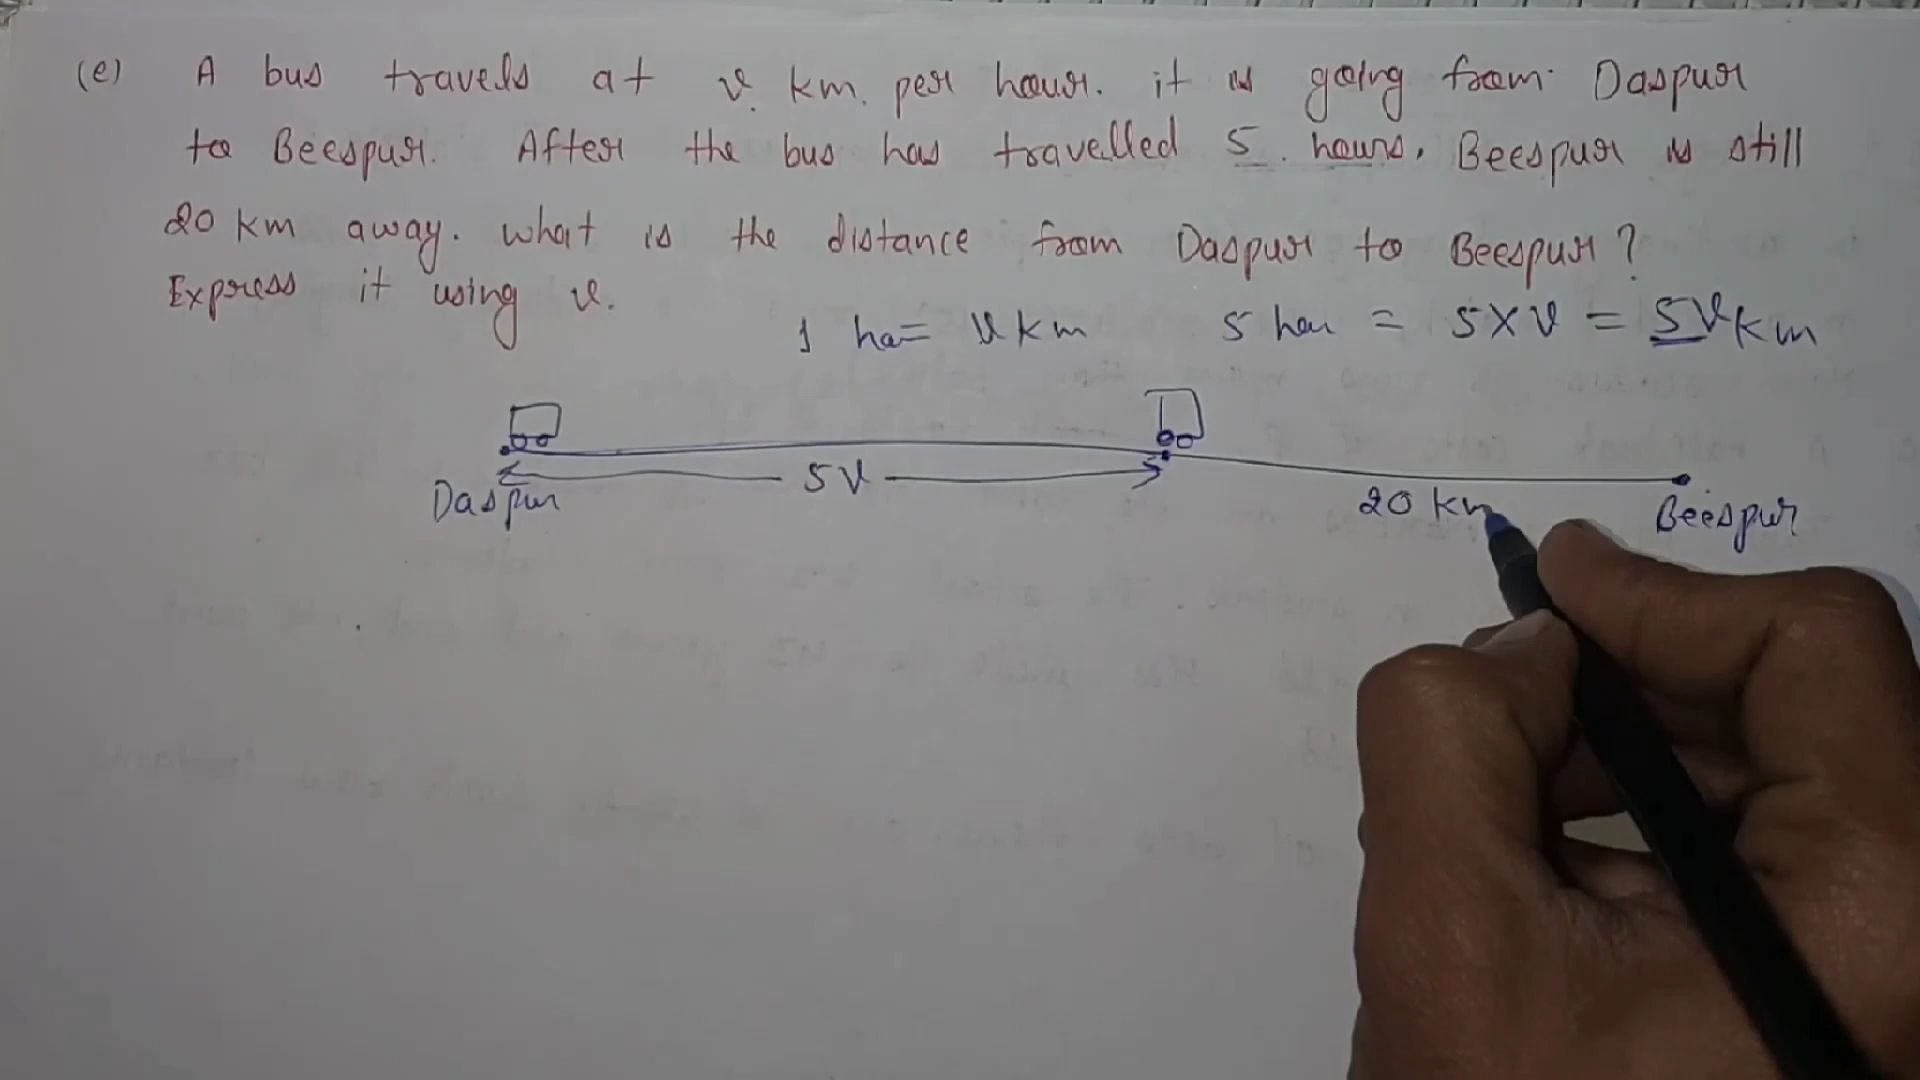 (e) A bus travels at v km. per hour. it is going from Daspur
to Beespur. After the bus has travelled 5 hours, Beespur is still
20 km away. what is the distance from Daspur to Beespur?
Express it using v.
1 ha= v km 5 hou = 5 X v = 5v km
5v
20 km
Daspur
Beespur